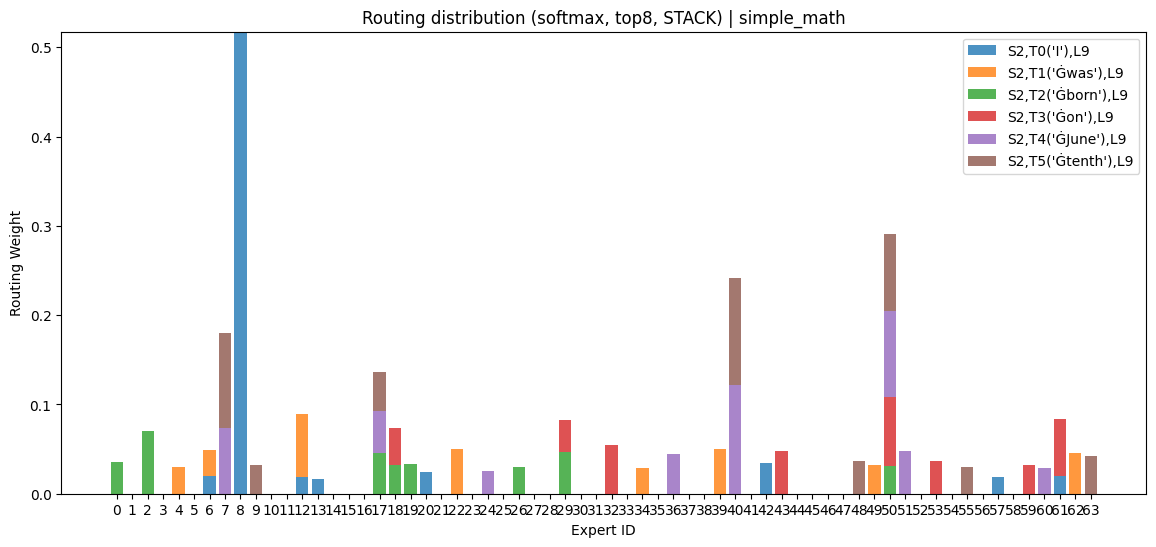 Routing distribution (softmax, top8, STACK) | simple_math
S2,T0('I'),L9
S2,T1('Ġwas'),L9
S2,T2('Ġborn'),L9
S2,T3('Ġon'),L9
S2,T4('ĠJune'),L9
S2,T5('Ġtenth'),L9
Routing Weight
0.5
0.4
0.3
0.2
0.1
0.0
0 1 2 3 4 5 6 7 8 9 10 11 12 13 14 15 16 17 18 19 20 21 22 23 24 25 26 27 28 29 30 31 32 33 34 35 36 37 38 39 40 41 42 43 44 45 46 47 48 49 50 51 52 53 54 55 56 57 58 59 60 61 62 63
Expert ID